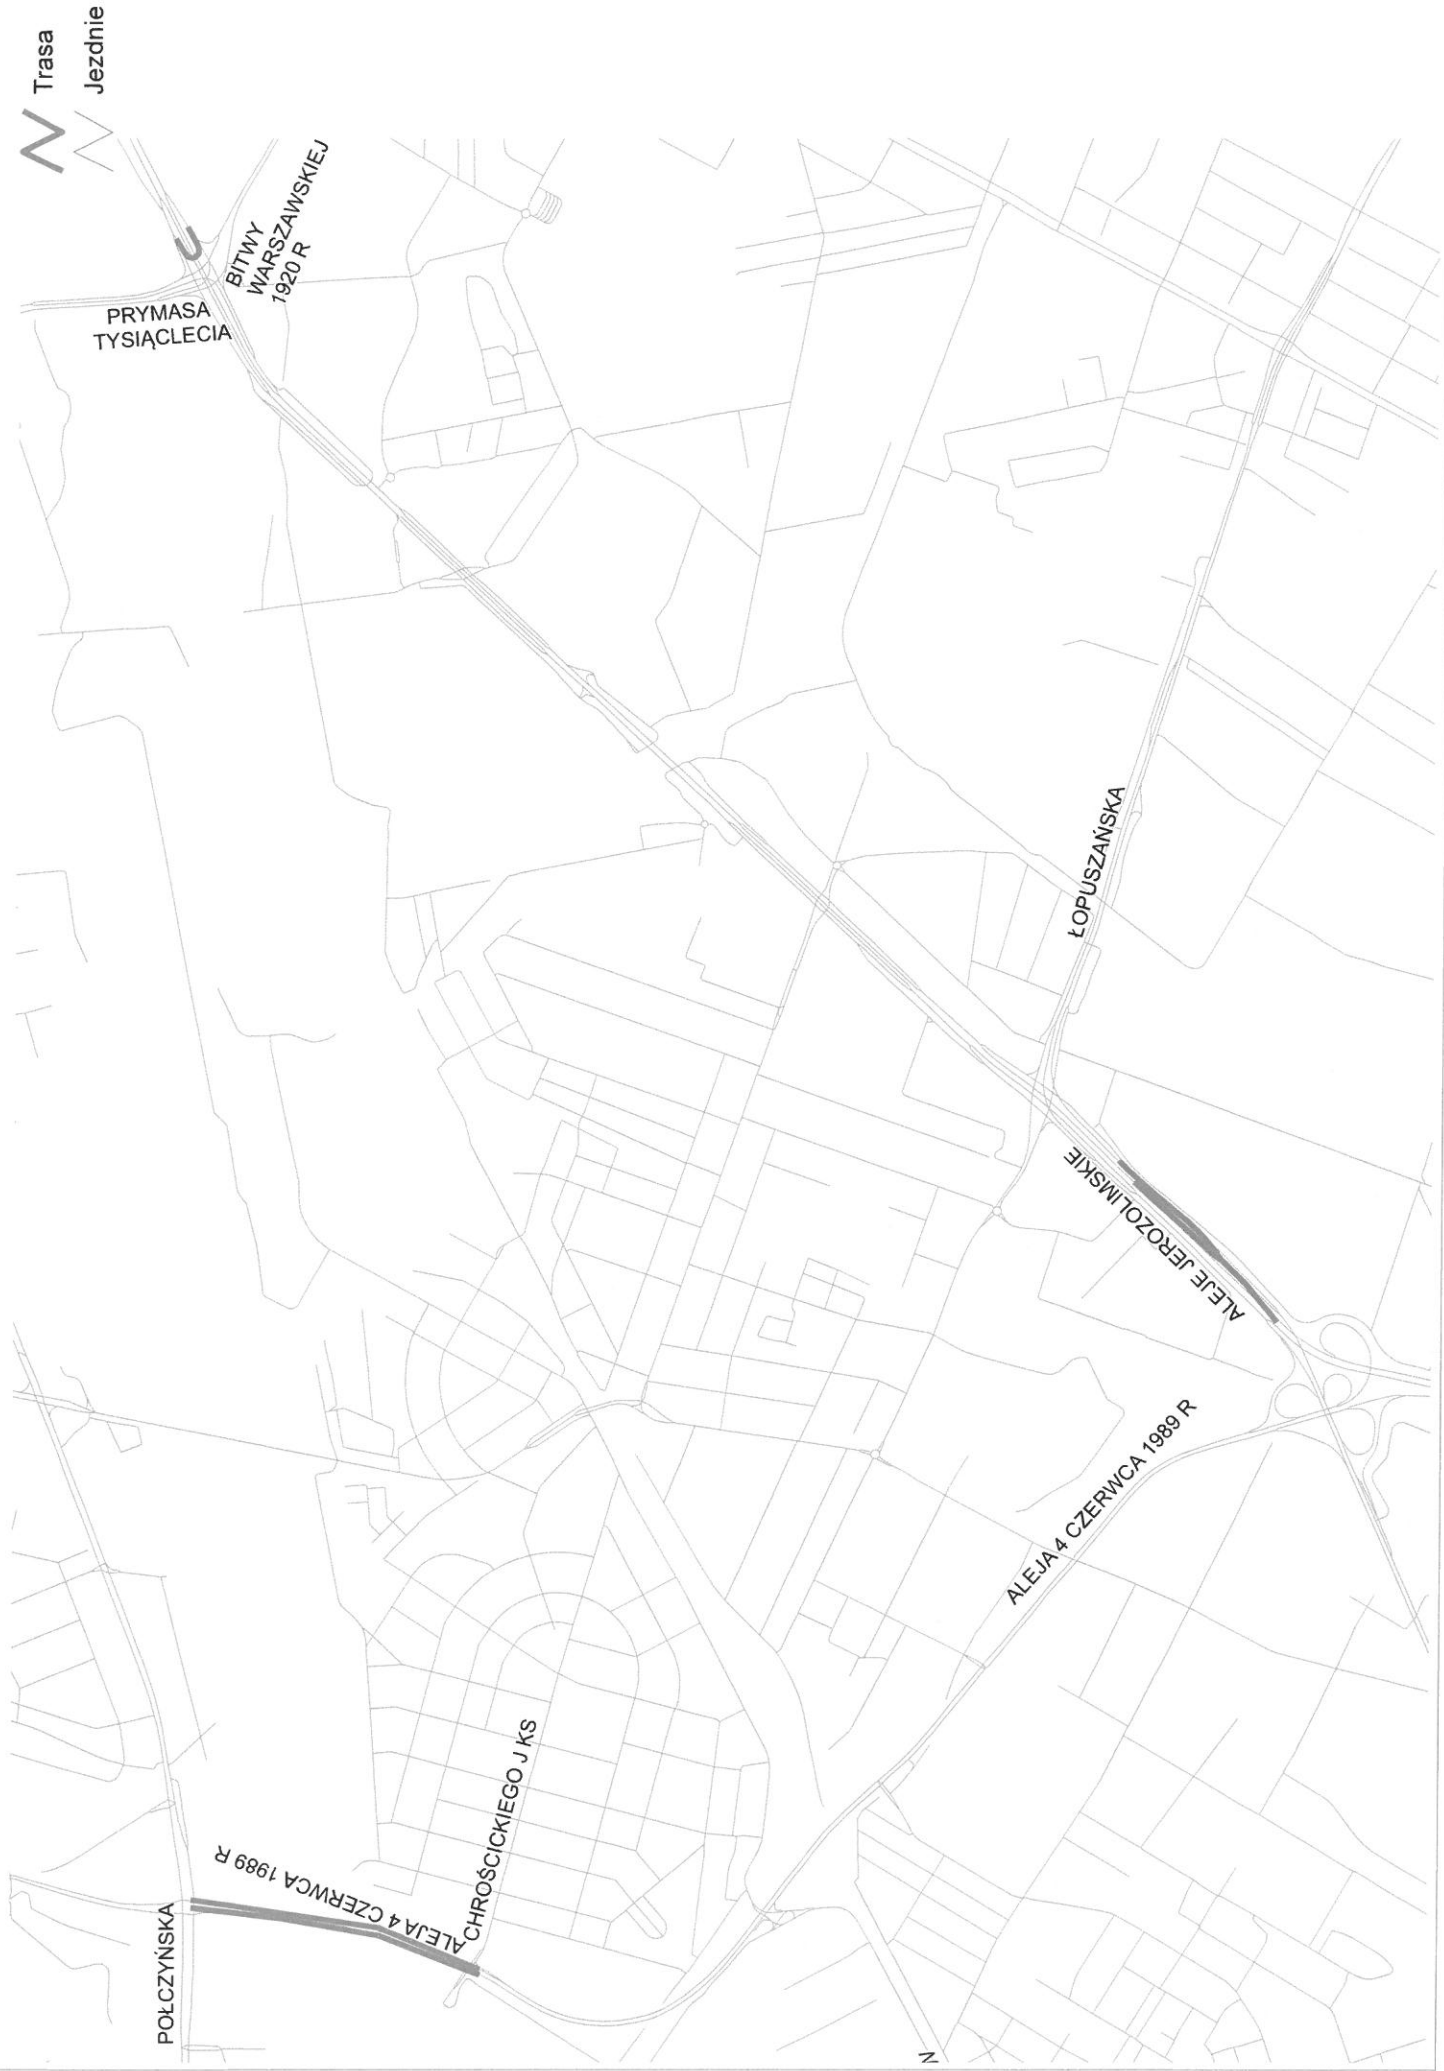 Trasa
Jezdnie
PRYMASA
TYSIĄCLECIA
BITWY
WARSZAWSKIEJ
1920 R
ŁOPUSZAŃSKA
ALEJE JEROZOLIMSKIE
ALEJA 4 CZERWCA 1989 R
CHROŚCICKIEGO J KS
ALEJA 4 CZERWCA 1989 R
POŁCZYŃSKA
N